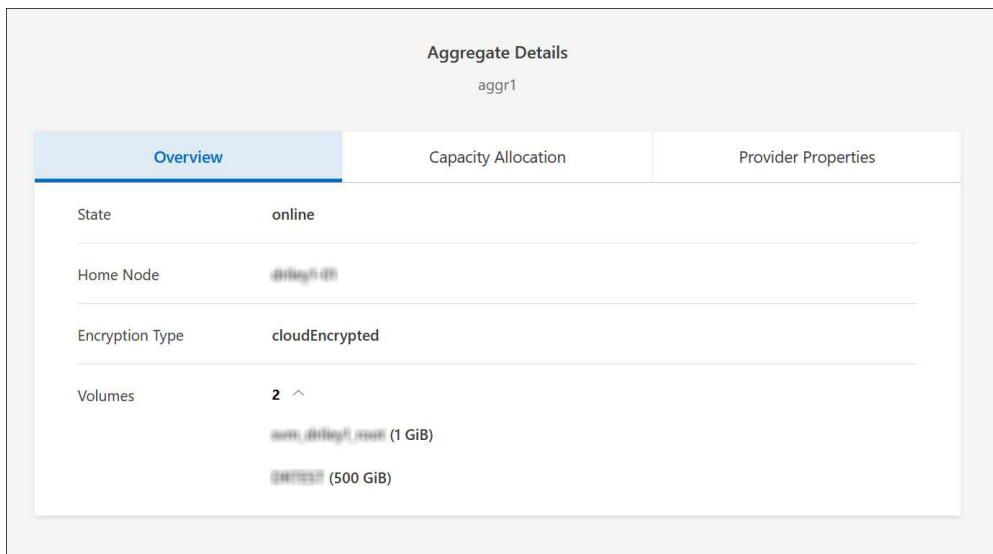 Aggregate Details
aggr1
Overview Capacity Allocation Provider Properties
State online
Home Node
Encryption Type cloudEncrypted
Volumes 2
(1 GiB)
(500 GiB)